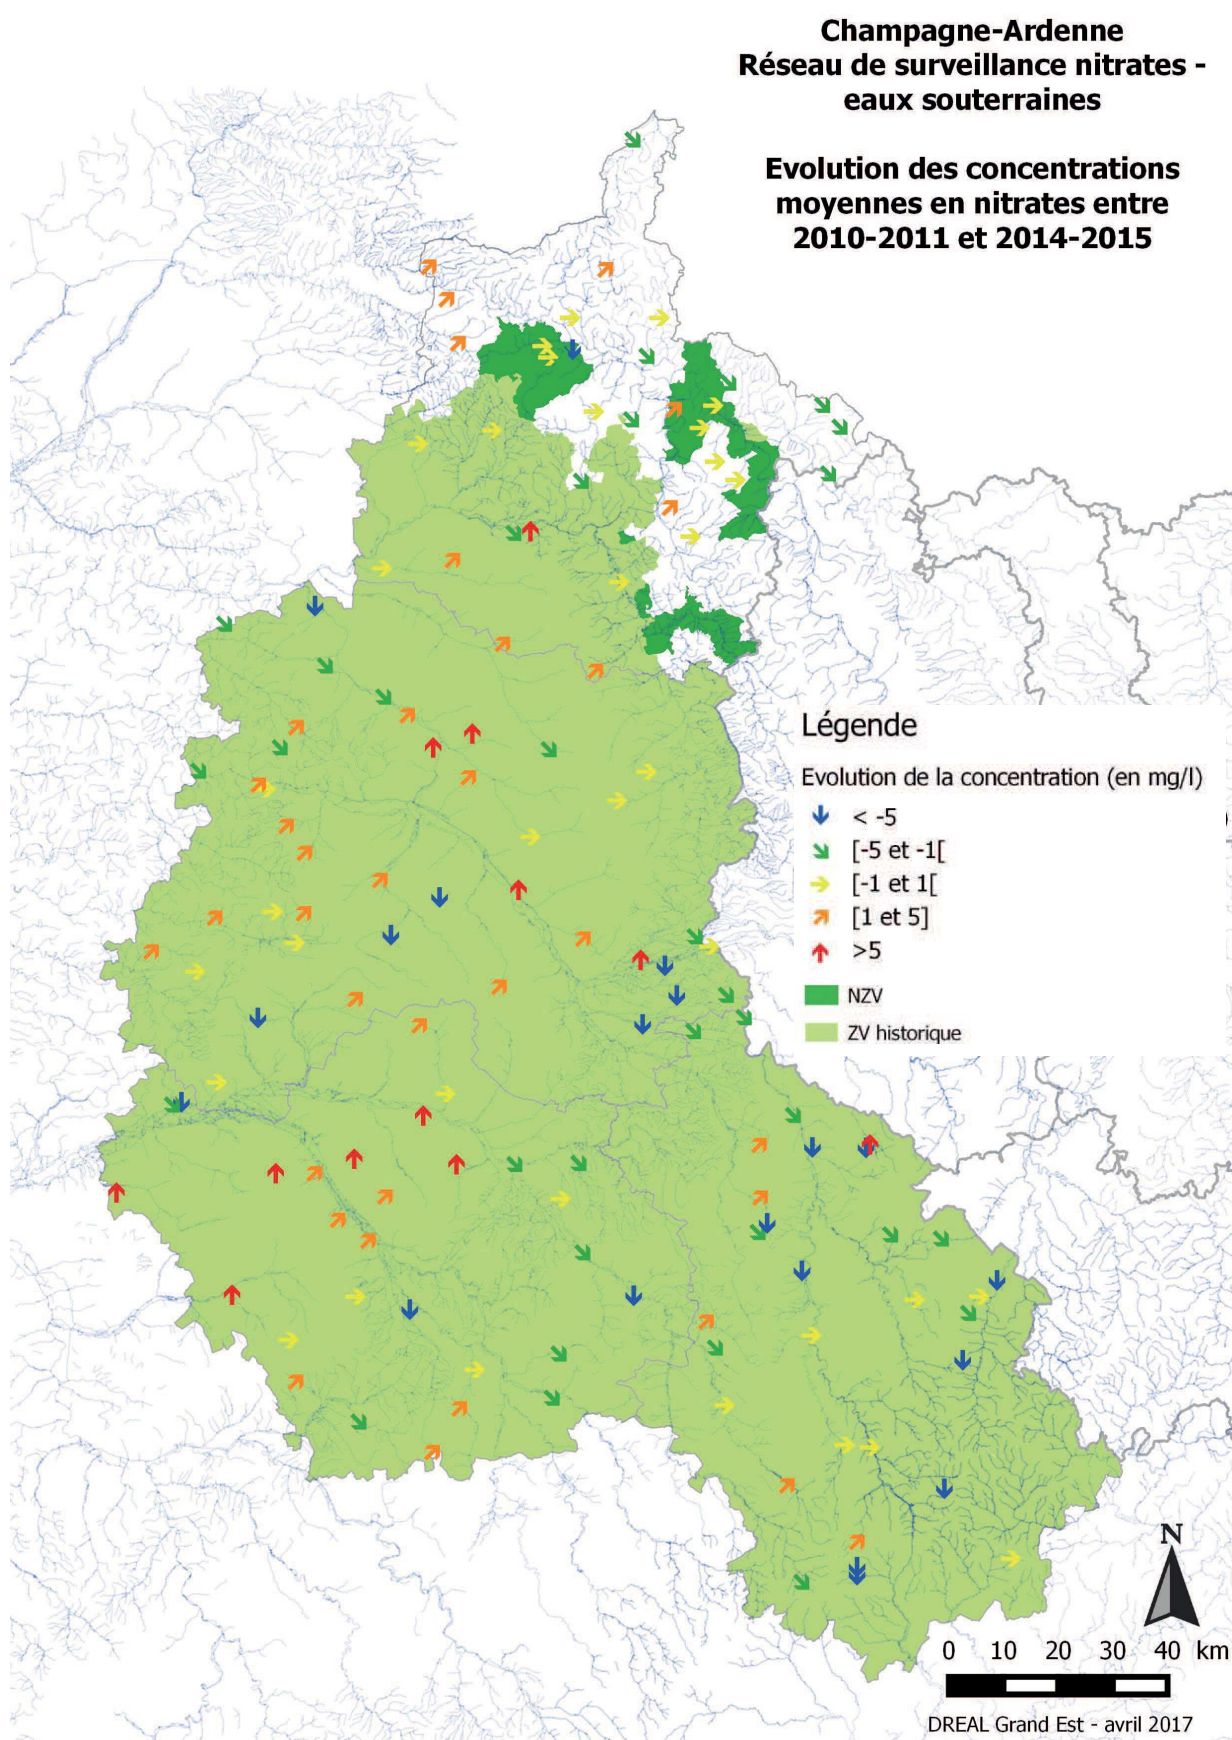 Champagne-Ardenne
Réseau de surveillance nitrates -
eaux souterraines
Evolution des concentrations
moyennes en nitrates entre
2010-2011 et 2014-2015
Légende
Evolution de la concentration (en mg/l)
< -5
[-5 et -1[
[-1 et 1[
[1 et 5]
>5
NZV
ZV historique
N
0 10 20 30 40 km
DREAL Grand Est - avril 2017